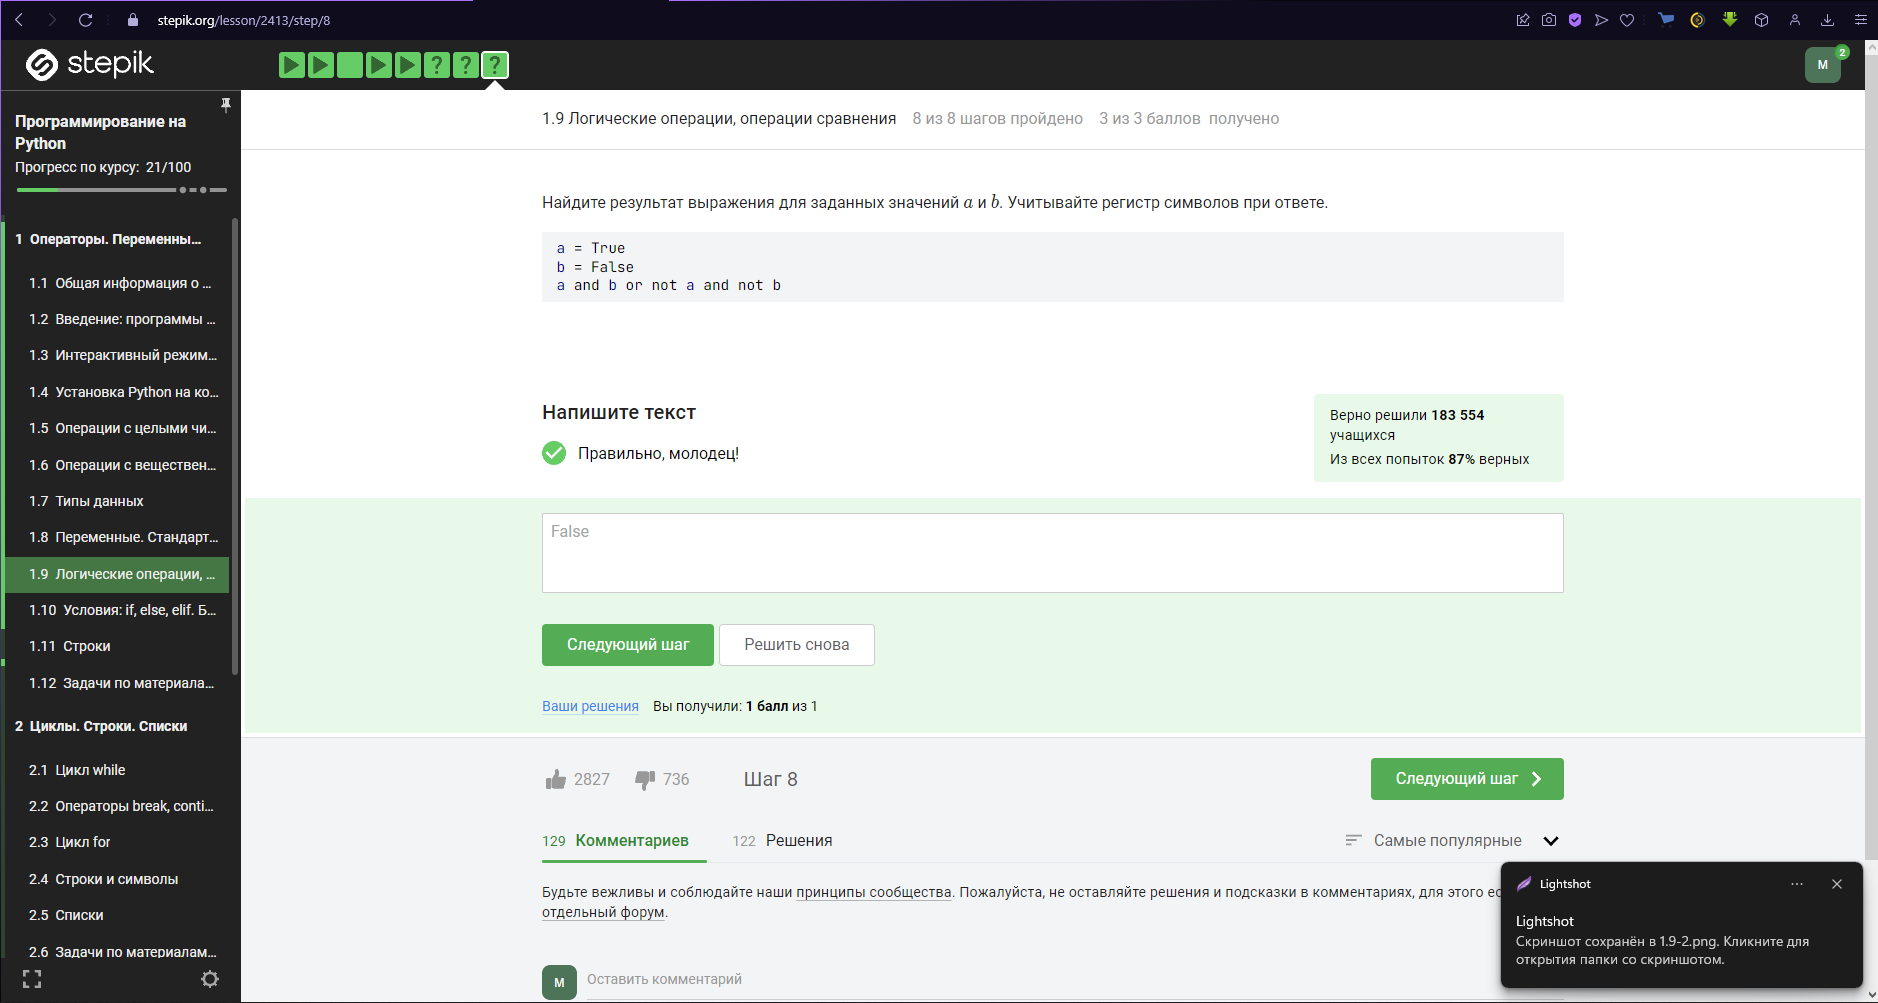 stepik.org/lesson/2413/step/8
stepik
? ? ?
M
2
Программирование на
Python
Прогресс по курсу: 21/100
1 Операторы. Переменны...
1.1 Общая информация о ...
1.2 Введение: программы ...
1.3 Интерактивный режим...
1.4 Установка Python на ко...
1.5 Операции с целыми чи...
1.6 Операции с веществен...
1.7 Типы данных
1.8 Переменные. Стандарт...
1.9 Логические операции, ...
1.10 Условия: if, else, elif. Б...
1.11 Строки
1.12 Задачи по материала...
2 Циклы. Строки. Списки
2.1 Цикл while
2.2 Операторы break, conti...
2.3 Цикл for
2.4 Строки и символы
2.5 Списки
2.6 Задачи по материалам...
1.9 Логические операции, операции сравнения 8 из 8 шагов пройдено 3 из 3 баллов получено
Найдите результат выражения для заданных значений a и b. Учитывайте регистр символов при ответе.
a = True
b = False
a and b or not a and not b
Напишите текст
Правильно, молодец!
Верно решили 183 554
учащихся
Из всех попыток 87% верных
False
Следующий шаг
Решить снова
Ваши решения Вы получили: 1 балл из 1
2827 736 Шаг 8
Следующий шаг
129 Комментариев 122 Решения
Самые популярные
Будьте вежливы и соблюдайте наши принципы сообщества. Пожалуйста, не оставляйте решения и подсказки в комментариях, для этого ес
отдельный форум.
M
Оставить комментарий
Lightshot
Lightshot
Скриншот сохранён в 1.9-2.png. Кликните для
открытия папки со скриншотом.